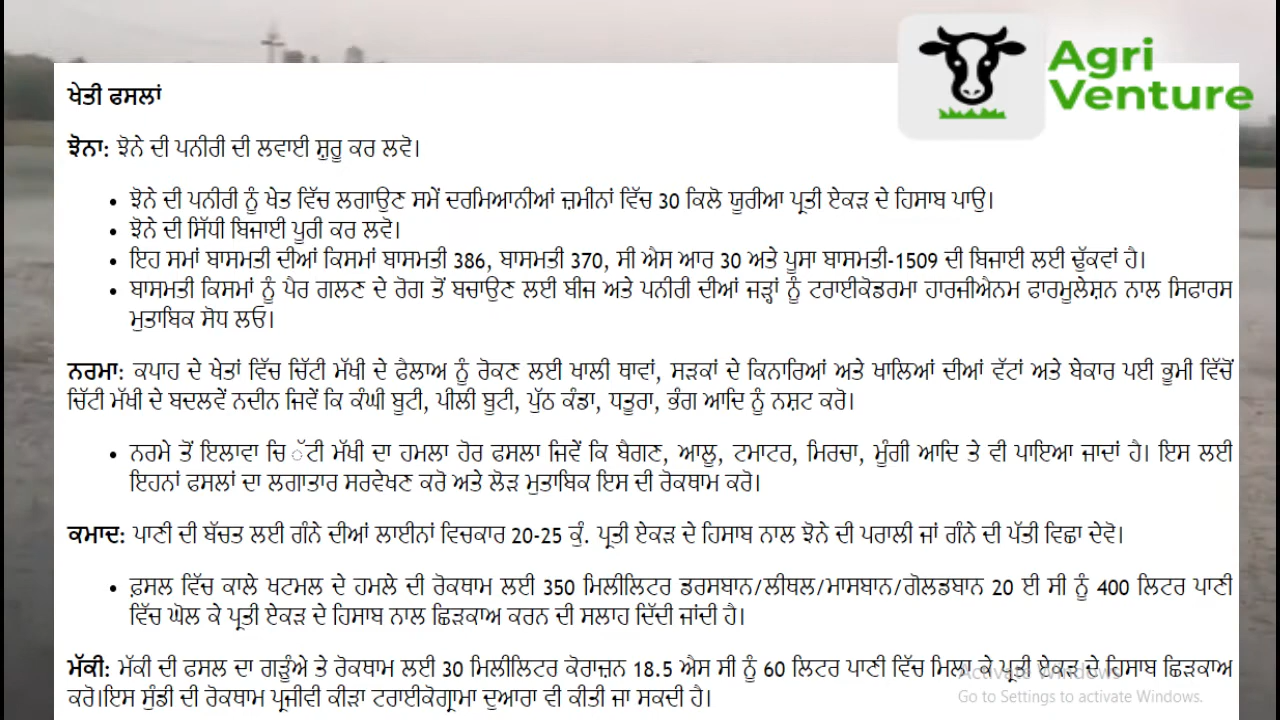 Agri
Venture
ਖੇਤੀ ਫਸਲਾਂ
ਝੋਨਾ: ਝੋਨੇ ਦੀ ਪਨੀਰੀ ਦੀ ਲਵਾਈ ਸ਼ੁਰੂ ਕਰ ਲਵੋ।
• ਝੋਨੇ ਦੀ ਪਨੀਰੀ ਨੂੰ ਖੇਤ ਵਿੱਚ ਲਗਾਉਣ ਸਮੇਂ ਦਰਮਿਆਨੀਆਂ ਜ਼ਮੀਨਾਂ ਵਿੱਚ 30 ਕਿਲੋ ਯੂਰੀਆ ਪ੍ਰਤੀ ਏਕੜ ਦੇ ਹਿਸਾਬ ਪਾਉ।
• ਝੋਨੇ ਦੀ ਸਿੱਧੀ ਬਿਜਾਈ ਪੂਰੀ ਕਰ ਲਵੋ।
• ਇਹ ਸਮਾਂ ਬਾਸਮਤੀ ਦੀਆਂ ਕਿਸਮਾਂ ਬਾਸਮਤੀ 386, ਬਾਸਮਤੀ 370, ਸੀ ਐਸ ਆਰ 30 ਅਤੇ ਪੂਸਾ ਬਾਸਮਤੀ-1509 ਦੀ ਬਿਜਾਈ ਲਈ ਢੁੱਕਵਾਂ ਹੈ।
• ਬਾਸਮਤੀ ਕਿਸਮਾਂ ਨੂੰ ਪੈਰ ਗਲਣ ਦੇ ਰੋਗ ਤੋਂ ਬਚਾਉਣ ਲਈ ਬੀਜ ਅਤੇ ਪਨੀਰੀ ਦੀਆਂ ਜੜ੍ਹਾਂ ਨੂੰ ਟਰਾਈਕੋਡਰਮਾ ਹਾਰਜੀਐਨਮ ਫਾਰਮੂਲੇਸ਼ਨ ਨਾਲ ਸਿਫਾਰਸ
ਮੁਤਾਬਿਕ ਸੋਧ ਲਓ।
ਨਰਮਾ: ਕਪਾਹ ਦੇ ਖੇਤਾਂ ਵਿੱਚ ਚਿੱਟੀ ਮੱਖੀ ਦੇ ਫੈਲਾਅ ਨੂੰ ਰੋਕਣ ਲਈ ਖਾਲੀ ਥਾਵਾਂ, ਸੜਕਾਂ ਦੇ ਕਿਨਾਰਿਆਂ ਅਤੇ ਖਾਲਿਆਂ ਦੀਆਂ ਵੱਟਾਂ ਅਤੇ ਬੇਕਾਰ ਪਈ ਭੂਮੀ ਵਿੱਚੋਂ
ਚਿੱਟੀ ਮੱਖੀ ਦੇ ਬਦਲਵੇਂ ਨਦੀਨ ਜਿਵੇਂ ਕਿ ਕੰਘੀ ਬੂਟੀ, ਪੀਲੀ ਬੂਟੀ, ਪੁੱਠ ਕੰਡਾ, ਧਤੂਰਾ, ਭੰਗ ਆਦਿ ਨੂੰ ਨਸ਼ਟ ਕਰੋ।
• ਨਰਮੇ ਤੋਂ ਇਲਾਵਾ ਚਿ ੱਟੀ ਮੱਖੀ ਦਾ ਹਮਲਾ ਹੋਰ ਫਸਲਾ ਜਿਵੇਂ ਕਿ ਬੈਗਣ, ਆਲੂ, ਟਮਾਟਰ, ਮਿਰਚਾ, ਮੂੰਗੀ ਆਦਿ ਤੇ ਵੀ ਪਾਇਆ ਜਾਦਾਂ ਹੈ। ਇਸ ਲਈ
ਇਹਨਾਂ ਫਸਲਾਂ ਦਾ ਲਗਾਤਾਰ ਸਰਵੇਖਣ ਕਰੋ ਅਤੇ ਲੋੜ ਮੁਤਾਬਿਕ ਇਸ ਦੀ ਰੋਕਥਾਮ ਕਰੋ।
ਕਮਾਦ: ਪਾਣੀ ਦੀ ਬੱਚਤ ਲਈ ਗੰਨੇ ਦੀਆਂ ਲਾਈਨਾਂ ਵਿਚਕਾਰ 20-25 ਕੁੰ. ਪ੍ਰਤੀ ਏਕੜ ਦੇ ਹਿਸਾਬ ਨਾਲ ਝੋਨੇ ਦੀ ਪਰਾਲੀ ਜਾਂ ਗੰਨੇ ਦੀ ਪੱਤੀ ਵਿਛਾ ਦੇਵੋ।
• ਫ਼ਸਲ ਵਿੱਚ ਕਾਲੇ ਖਟਮਲ ਦੇ ਹਮਲੇ ਦੀ ਰੋਕਥਾਮ ਲਈ 350 ਮਿਲੀਲਿਟਰ ਡਰਸਬਾਨ/ਲੀਥਲ/ਮਾਸਬਾਨ/ਗੋਲਡਬਾਨ 20 ਈ ਸੀ ਨੂੰ 400 ਲਿਟਰ ਪਾਣੀ
ਵਿੱਚ ਘੋਲ ਕੇ ਪ੍ਰਤੀ ਏਕੜ ਦੇ ਹਿਸਾਬ ਨਾਲ ਛਿੜਕਾਅ ਕਰਨ ਦੀ ਸਲਾਹ ਦਿੱਦੀ ਜਾਂਦੀ ਹੈ।
ਮੱਕੀ: ਮੱਕੀ ਦੀ ਫਸਲ ਦਾ ਗੜੂੰਅੇ ਤੇ ਰੋਕਥਾਮ ਲਈ 30 ਮਿਲੀਲਿਟਰ ਕੋਰਾਜ਼ਨ 18.5 ਐਸ ਸੀ ਨੂੰ 60 ਲਿਟਰ ਪਾਣੀ ਵਿੱਚ ਮਿਲਾ ਕੇ ਪ੍ਰਤੀ ਏਕੜ ਦੇ ਹਿਸਾਬ ਛਿੜਕਾਅ
ਕਰੋ।ਇਸ ਸੁੰਡੀ ਦੀ ਰੋਕਥਾਮ ਪ੍ਰਜੀਵੀ ਕੀੜਾ ਟਰਾਈਕੋਗ੍ਰਾਮਾ ਦੁਆਰਾ ਵੀ ਕੀਤੀ ਜਾ ਸਕਦੀ ਹੈ।
Activate Windows
Go to Settings to activate Windows.